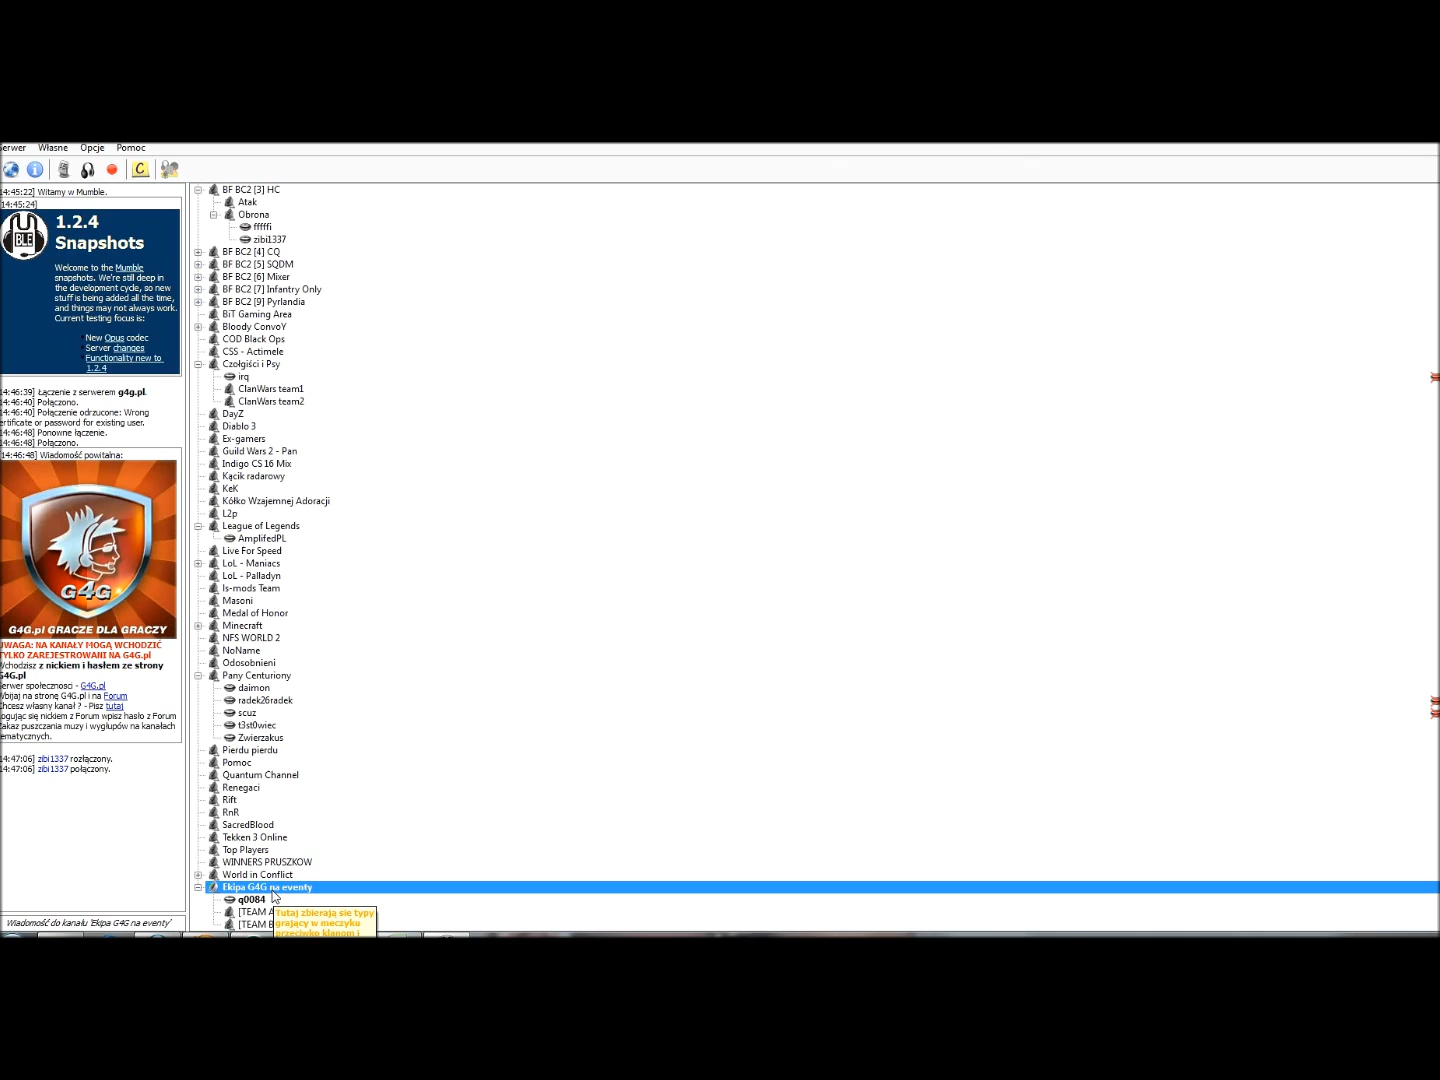 Serwer Własne Opcje Pomoc
14:45:22] Witamy w Mumble.
14:45:24]
1.2.4
Snapshots
BLE
Welcome to the Mumble
snapshots. We're still deep in
the development cycle, so new
stuff is being added all the time,
and things may not always work.
Current testing focus is:
New Opus codec
Server changes
Functionality new to
1.2.4
14:46:39] Łączenie z serwerem g4g.pl.
14:46:40] Połączono.
14:46:40] Połączenie odrzucone: Wrong
ertificate or password for existing user.
14:46:48] Ponowne łączenie.
14:46:48] Połączono.
14:46:48] Wiadomość powitalna:
G4G
G4G.pl GRACZE DLA GRACZY
UWAGA: NA KANAŁY MOGĄ WCHODZIĆ
TYLKO ZAREJESTROWANI NA G4G.pl
Wchodzisz z nickiem i hasłem ze strony
G4G.pl
Serwer społecznosci - G4G.pl
Wbijaj na stronę G4G.pl i na Forum
Chcesz własny kanał ? - Pisz tutaj
Logując się nickiem z Forum wpisz hasło z Forum
Zakaz puszczania muzy i wygłupów na kanałach
ematycznych.
14:47:06] zibi1337 rozłączony.
14:47:06] zibi1337 połączony.
Wiadomość do kanału 'Ekipa G4G na eventy'
BF BC2 [3] HC
Atak
Obrona
fffffi
zibi1337
BF BC2 [4] CQ
BF BC2 [5] SQDM
BF BC2 [6] Mixer
BF BC2 [7] Infantry Only
BF BC2 [9] Pyrlandia
BiT Gaming Area
Bloody ConvoY
COD Black Ops
CSS - Actimele
Czołgiści i Psy
irq
ClanWars team1
ClanWars team2
DayZ
Diablo 3
Ex-gamers
Guild Wars 2 - Pan
Indigo CS 16 Mix
Kącik radarowy
KeK
Kółko Wzajemnej Adoracji
L2p
League of Legends
AmplifedPL
Live For Speed
LoL - Maniacs
LoL - Palladyn
ls-mods Team
Masoni
Medal of Honor
Minecraft
NFS WORLD 2
NoName
Odosobnieni
Pany Centuriony
daimon
radek26radek
scuz
t3st0wiec
Zwierzakus
Pierdu pierdu
Pomoc
Quantum Channel
Renegaci
Rift
RnR
SacredBlood
Tekken 3 Online
Top Players
WINNERS PRUSZKOW
World in Conflict
Ekipa G4G na eventy
q0084
[TEAM A
[TEAM B
Tutaj zbierają sie typy
grający w meczyku
przeciwko klanom i